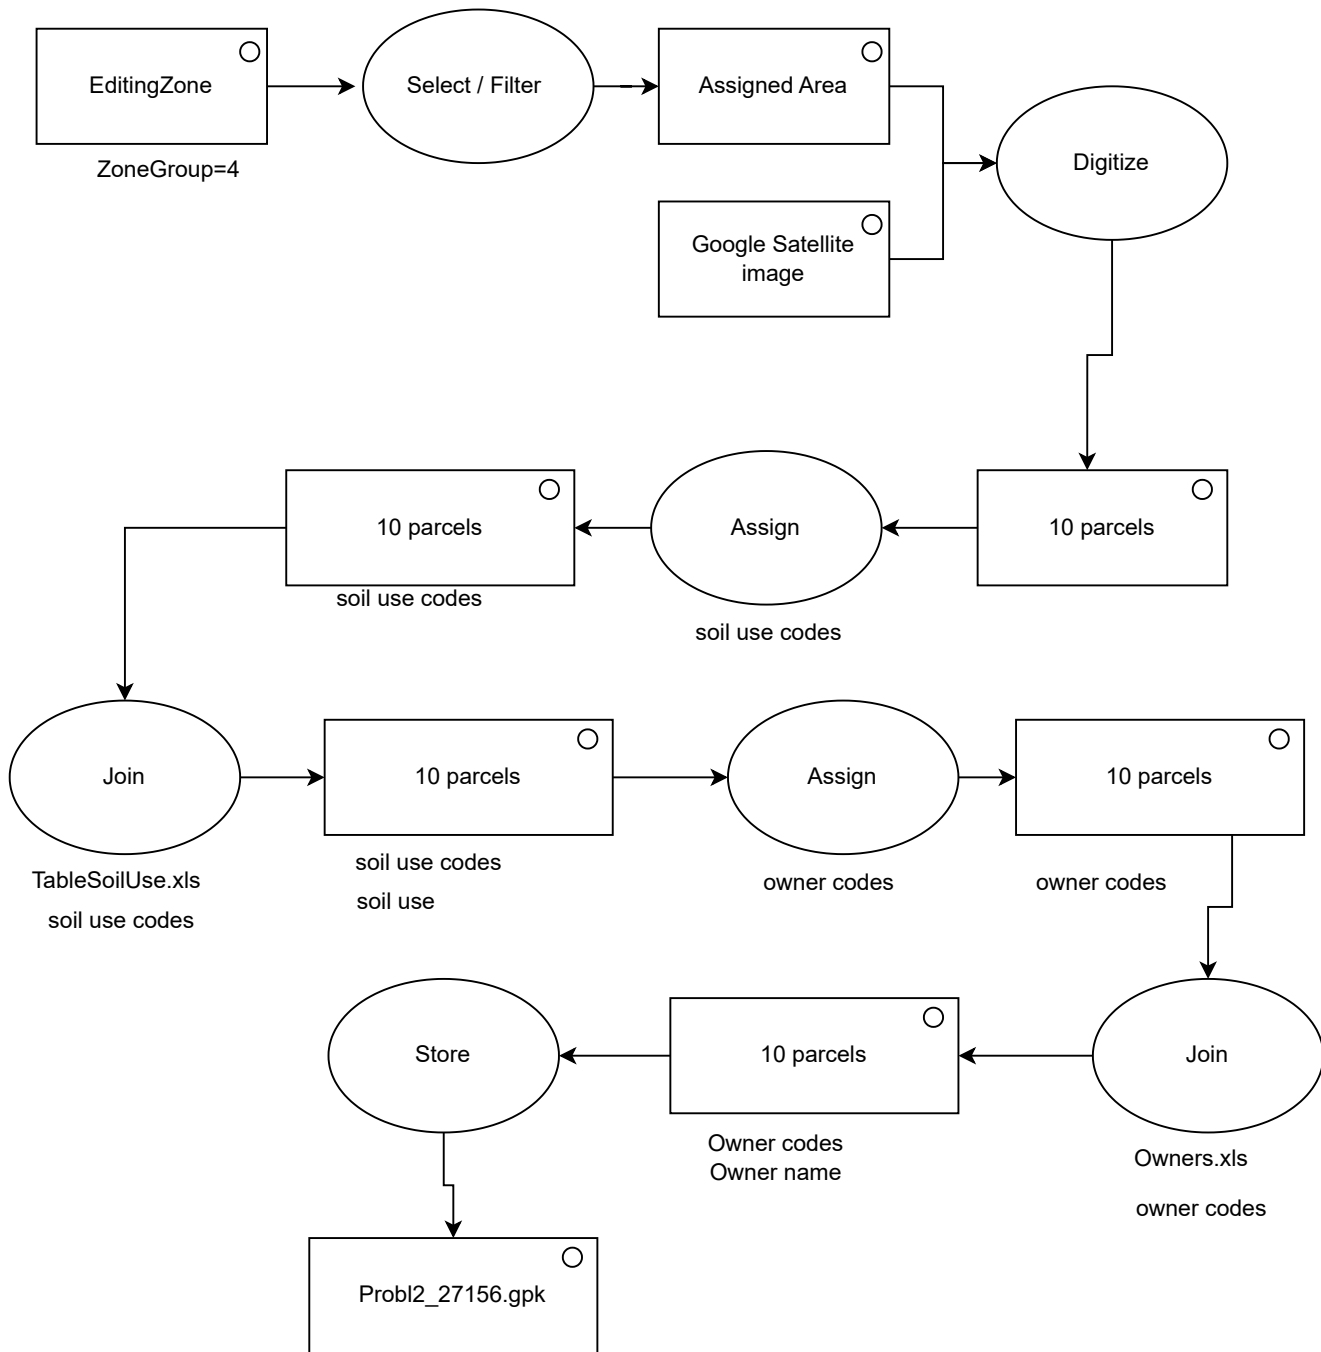 EditingZone
Select / Filter
Assigned Area
ZoneGroup=4
Digitize
Google Satellite
image
10 parcels
Assign
10 parcels
soil use codes
soil use codes
Join
10 parcels
Assign
10 parcels
TableSoilUse.xls
soil use codes
soil use codes
soil use
owner codes
owner codes
Store
10 parcels
Join
Owner codes
Owner name
Owners.xls
owner codes
Probl2_27156.gpk